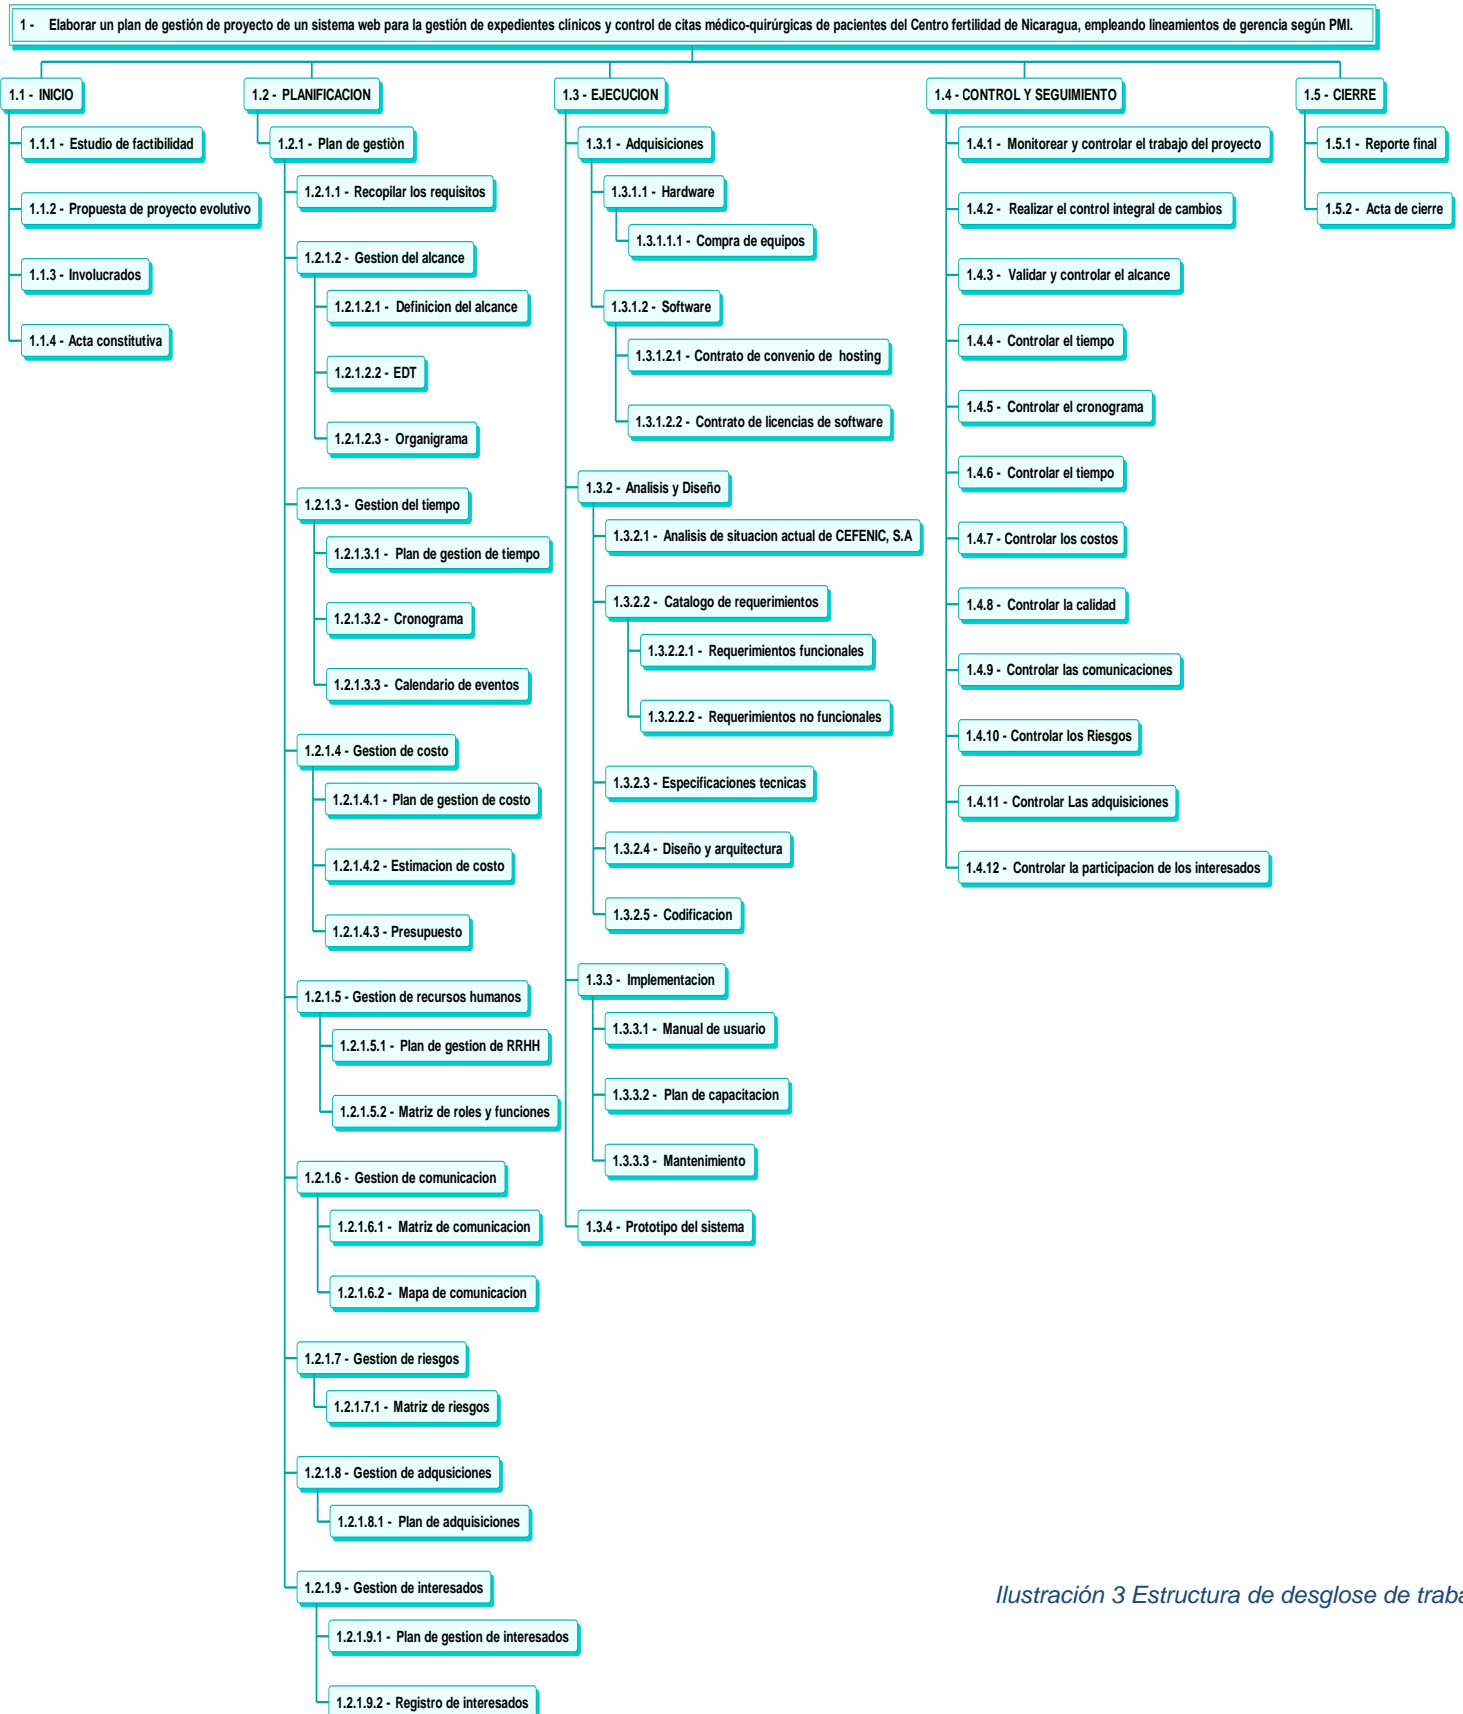 1 - Elaborar un plan de gestión de proyecto de un sistema web para la gestión de expedientes clínicos y control de citas médico-quirúrgicas de pacientes del Centro fertilidad de Nicaragua, empleando lineamientos de gerencia según PMI.
1.1 - INICIO
1.1.1 - Estudio de factibilidad
1.1.2 - Propuesta de proyecto evolutivo
1.1.3 - Involucrados
1.1.4 - Acta constitutiva
1.2 - PLANIFICACION
1.2.1 - Plan de gestiòn
1.2.1.1 - Recopilar los requisitos
1.2.1.2 - Gestion del alcance
1.2.1.2.1 - Definicion del alcance
1.2.1.2.2 - EDT
1.2.1.2.3 - Organigrama
1.2.1.3 - Gestion del tiempo
1.2.1.3.1 - Plan de gestion de tiempo
1.2.1.3.2 - Cronograma
1.2.1.3.3 - Calendario de eventos
1.2.1.4 - Gestion de costo
1.2.1.4.1 - Plan de gestion de costo
1.2.1.4.2 - Estimacion de costo
1.2.1.4.3 - Presupuesto
1.2.1.5 - Gestion de recursos humanos
1.2.1.5.1 - Plan de gestion de RRHH
1.2.1.5.2 - Matriz de roles y funciones
1.2.1.6 - Gestion de comunicacion
1.2.1.6.1 - Matriz de comunicacion
1.2.1.6.2 - Mapa de comunicacion
1.2.1.7 - Gestion de riesgos
1.2.1.7.1 - Matriz de riesgos
1.2.1.8 - Gestion de adqusiciones
1.2.1.8.1 - Plan de adquisiciones
1.2.1.9 - Gestion de interesados
1.2.1.9.1 - Plan de gestion de interesados
1.2.1.9.2 - Registro de interesados
1.3 - EJECUCION
1.3.1 - Adquisiciones
1.3.1.1 - Hardware
1.3.1.1.1 - Compra de equipos
1.3.1.2 - Software
1.3.1.2.1 - Contrato de convenio de hosting
1.3.1.2.2 - Contrato de licencias de software
1.3.2 - Analisis y Diseño
1.3.2.1 - Analisis de situacion actual de CEFENIC, S.A
1.3.2.2 - Catalogo de requerimientos
1.3.2.2.1 - Requerimientos funcionales
1.3.2.2.2 - Requerimientos no funcionales
1.3.2.3 - Especificaciones tecnicas
1.3.2.4 - Diseño y arquitectura
1.3.2.5 - Codificacion
1.3.3 - Implementacion
1.3.3.1 - Manual de usuario
1.3.3.2 - Plan de capacitacion
1.3.3.3 - Mantenimiento
1.3.4 - Prototipo del sistema
1.4 - CONTROL Y SEGUIMIENTO
1.4.1 - Monitorear y controlar el trabajo del proyecto
1.4.2 - Realizar el control integral de cambios
1.4.3 - Validar y controlar el alcance
1.4.4 - Controlar el tiempo
1.4.5 - Controlar el cronograma
1.4.6 - Controlar el tiempo
1.4.7 - Controlar los costos
1.4.8 - Controlar la calidad
1.4.9 - Controlar las comunicaciones
1.4.10 - Controlar los Riesgos
1.4.11 - Controlar Las adquisiciones
1.4.12 - Controlar la participacion de los interesados
1.5 - CIERRE
1.5.1 - Reporte final
1.5.2 - Acta de cierre
Ilustración 3 Estructura de desglose de